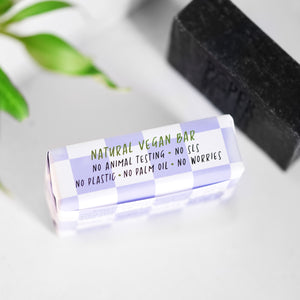 NATURAL VEGAN BAR
NO ANIMAL TESTING - NO SLS
NO PLASTIC - NO PALM OIL - NO WORRIES